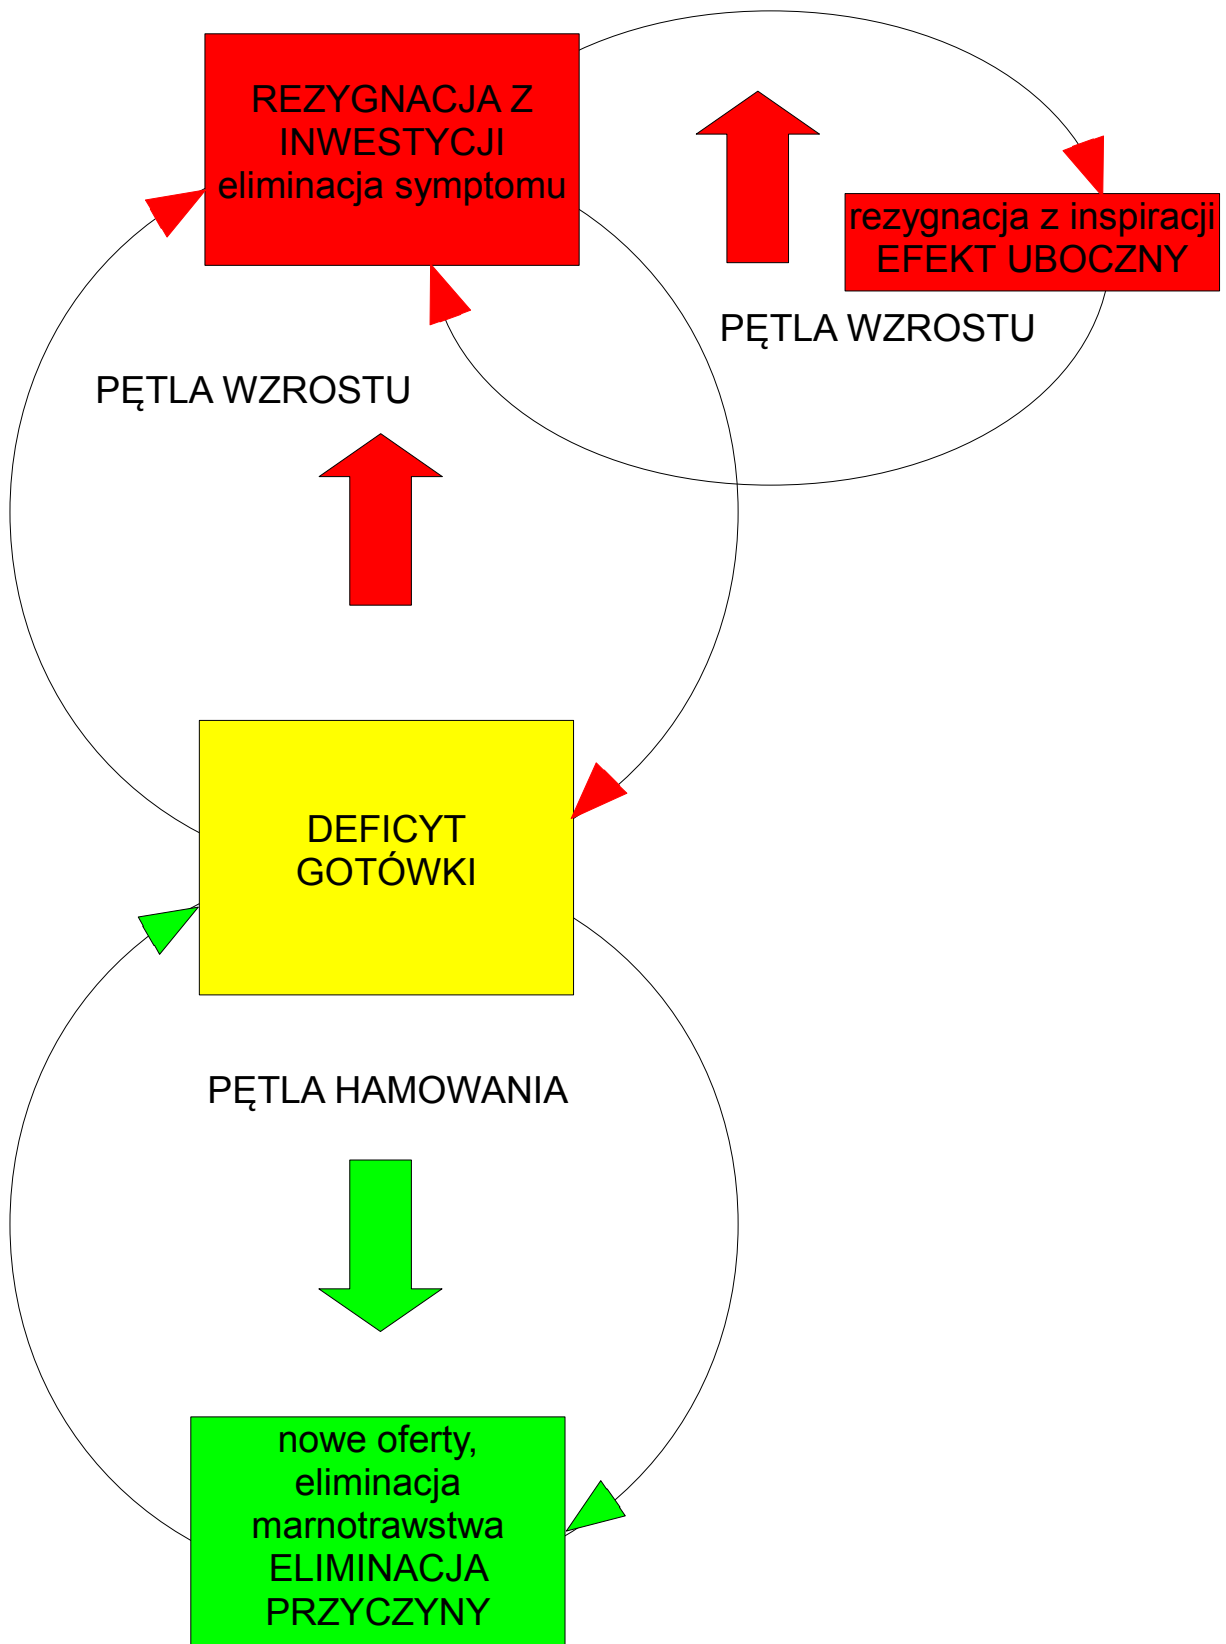 REZYGNACJA Z
INWESTYCJI
eliminacja symptomu
rezygnacja z inspiracji
EFEKT UBOCZNY
PĘTLA WZROSTU
PĘTLA WZROSTU
DEFICYT
GOTÓWKI
PĘTLA HAMOWANIA
nowe oferty,
eliminacja
marnotrawstwa
ELIMINACJA
PRZYCZYNY